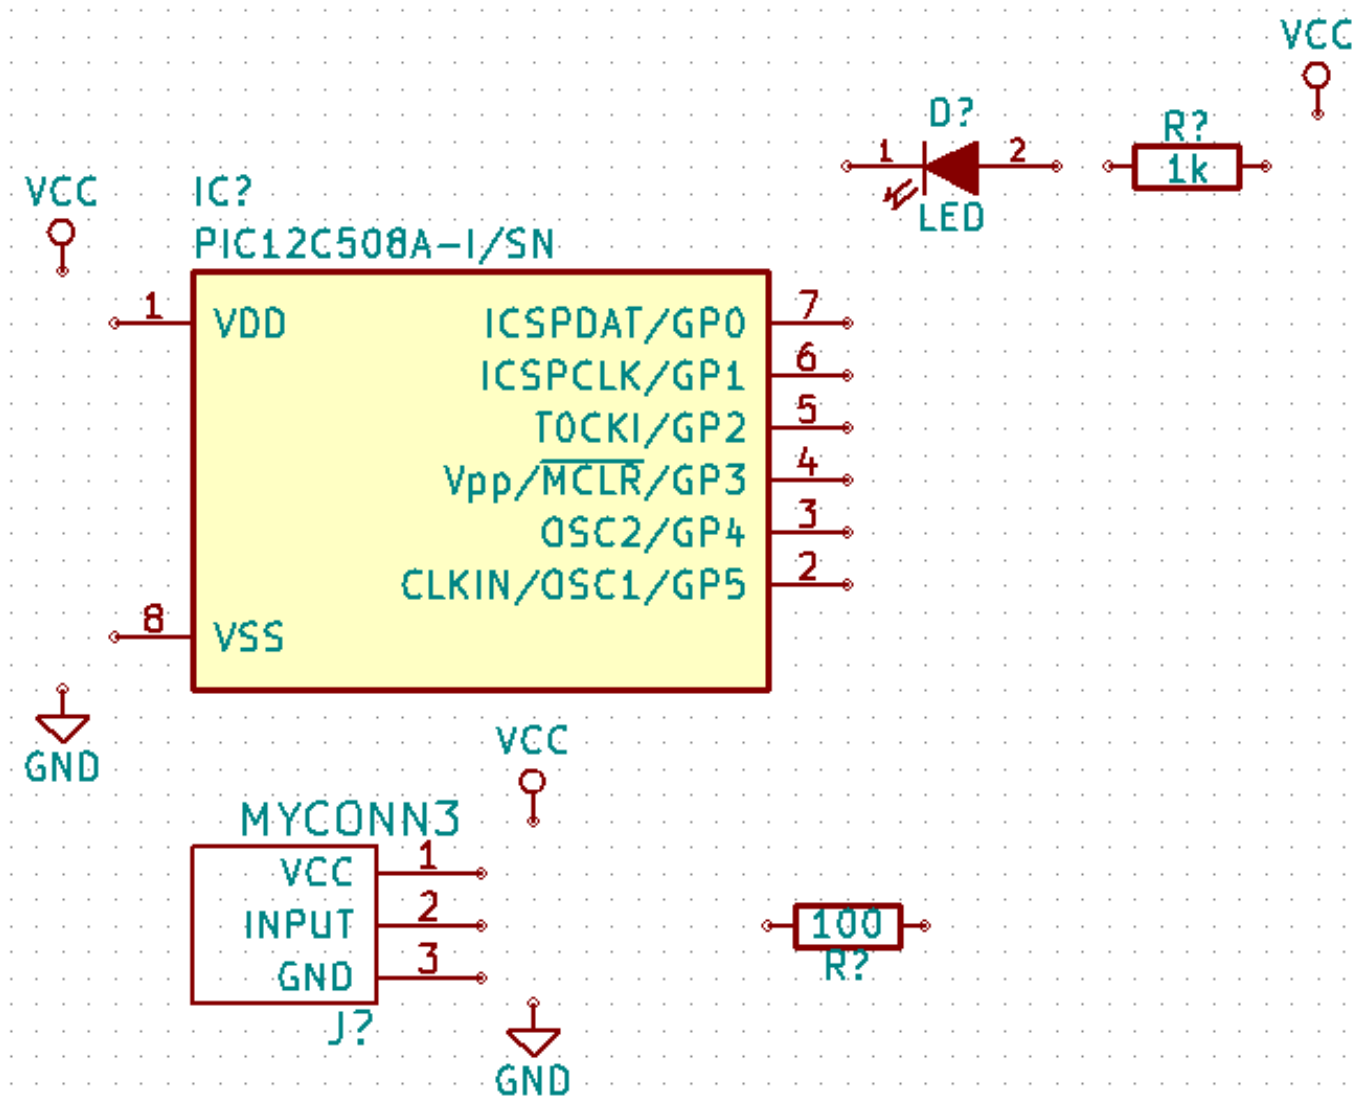 VCC
D?
1 2
LED
R?
1k
VCC
IC?
PIC12C508A-I/SN
1 VDD ICSPDAT/GP0 7
ICSPCLK/GP1 6
T0CKI/GP2 5
Vpp/MCLR/GP3 4
OSC2/GP4 3
CLKIN/OSC1/GP5 2
8 VSS
GND
VCC
MYCONN3
VCC 1
INPUT 2
GND 3
J?
100
R?
GND